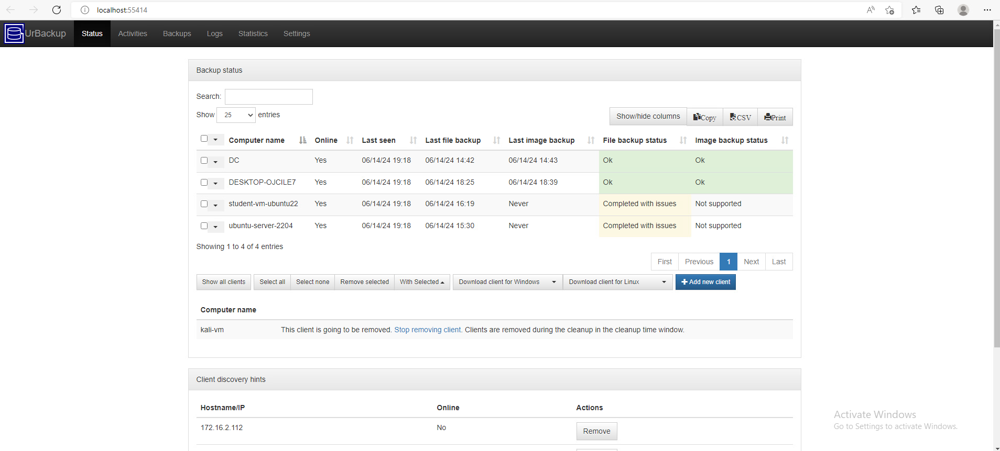 localhost:55414
UrBackup Status Activities Backups Logs Statistics Settings
Backup status
Search:
Show 25 entries
Show/hide columns Copy CSV Print
Computer name Online Last seen Last file backup Last image backup File backup status Image backup status
DC Yes 06/14/24 19:18 06/14/24 14:42 06/14/24 14:43 Ok Ok
DESKTOP-OJCILE7 Yes 06/14/24 19:18 06/14/24 18:25 06/14/24 18:39 Ok Ok
student-vm-ubuntu22 Yes 06/14/24 19:18 06/14/24 16:19 Never Completed with issues Not supported
ubuntu-server-2204 Yes 06/14/24 19:18 06/14/24 15:30 Never Completed with issues Not supported
Showing 1 to 4 of 4 entries
First Previous 1 Next Last
Show all clients Select all Select none Remove selected With Selected Download client for Windows Download client for Linux + Add new client
Computer name
kali-vm This client is going to be removed. Stop removing client. Clients are removed during the cleanup in the cleanup time window.
Client discovery hints
Hostname/IP Online Actions
172.16.2.112 No Remove
Activate Windows
Go to Settings to activate Windows.